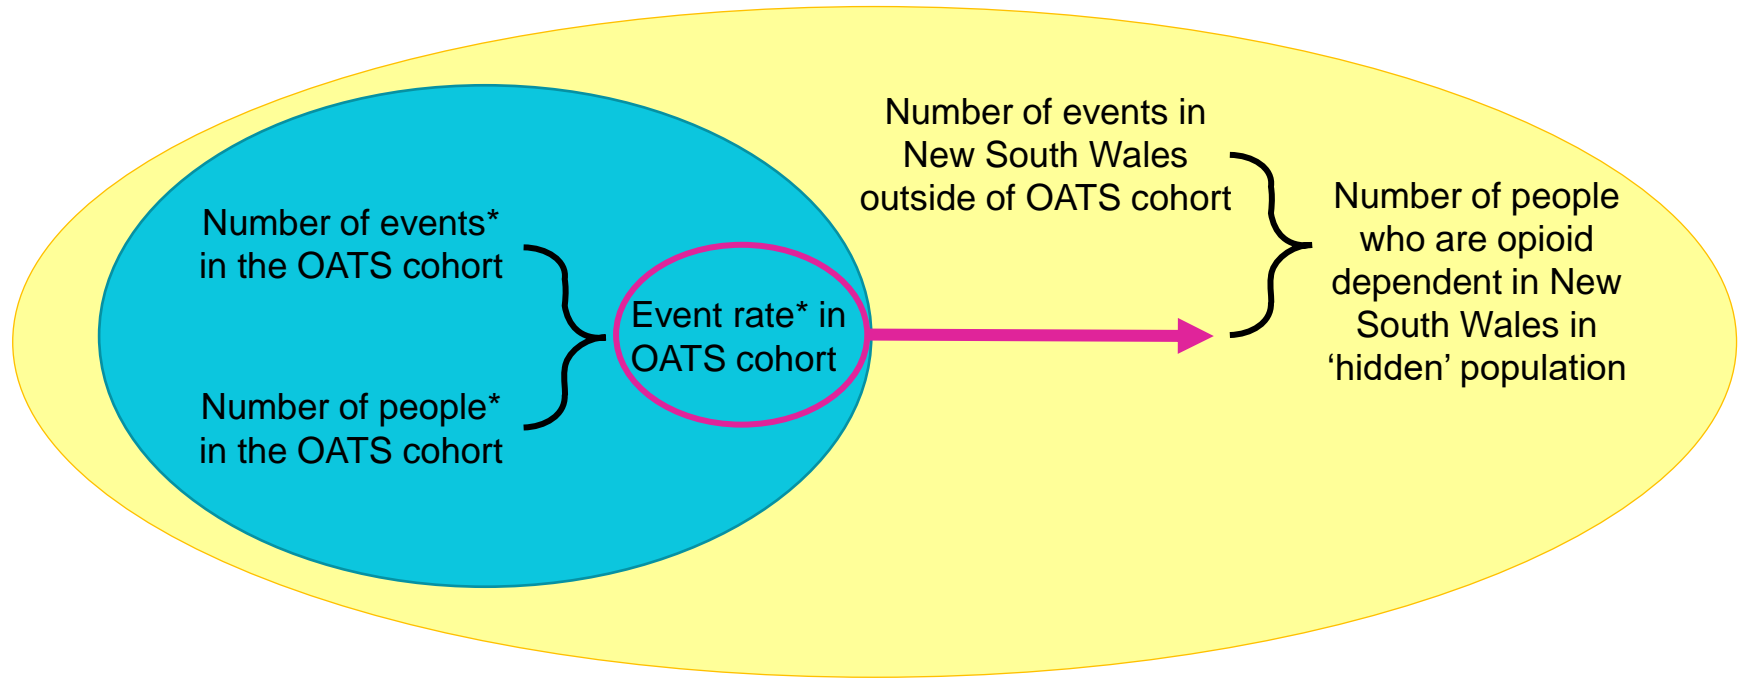 Number of events*
in the OATS cohort
Number of people*
in the OATS cohort
Event rate* in
OATS cohort
Number of events in
New South Wales
outside of OATS cohort
Number of people
who are opioid
dependent in New
South Wales in
‘hidden’ population